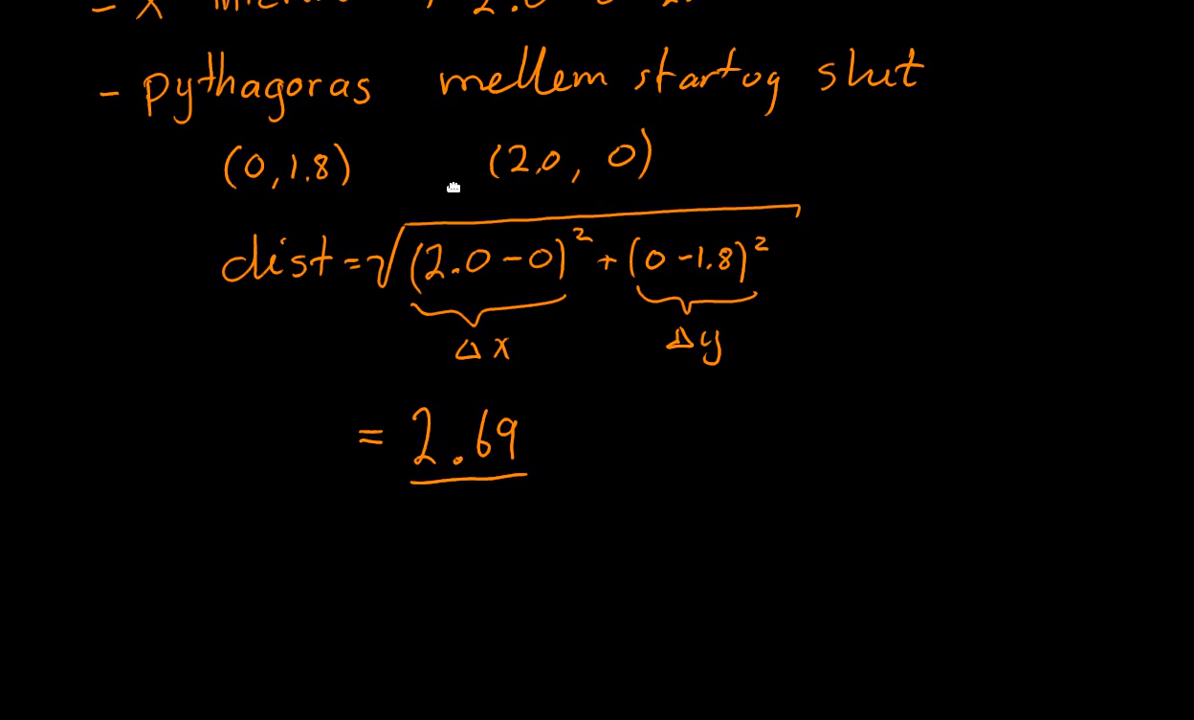 - x
- pythagoras mellem start og slut
(0, 1.8) (2.0, 0)
dist = √((2.0 - 0)² + (0 - 1.8)²)
Δx Δy
= 2.69